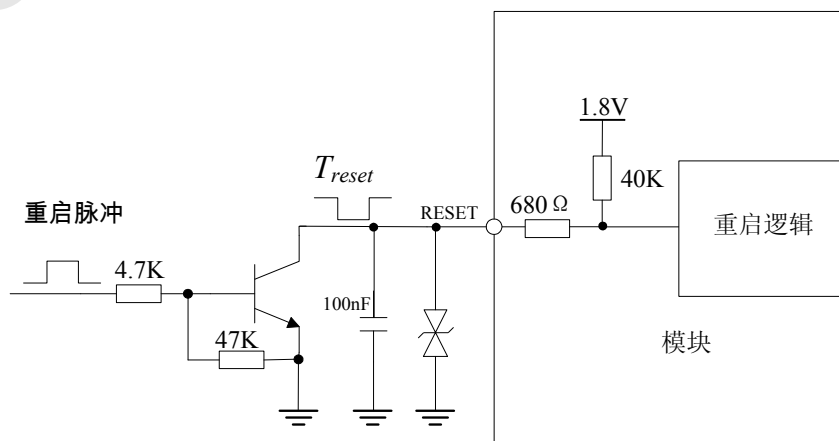 1.8V
T_reset
40K
680 Ω
RESET
重启脉冲
重启逻辑
4.7K
100nF
47K
模块